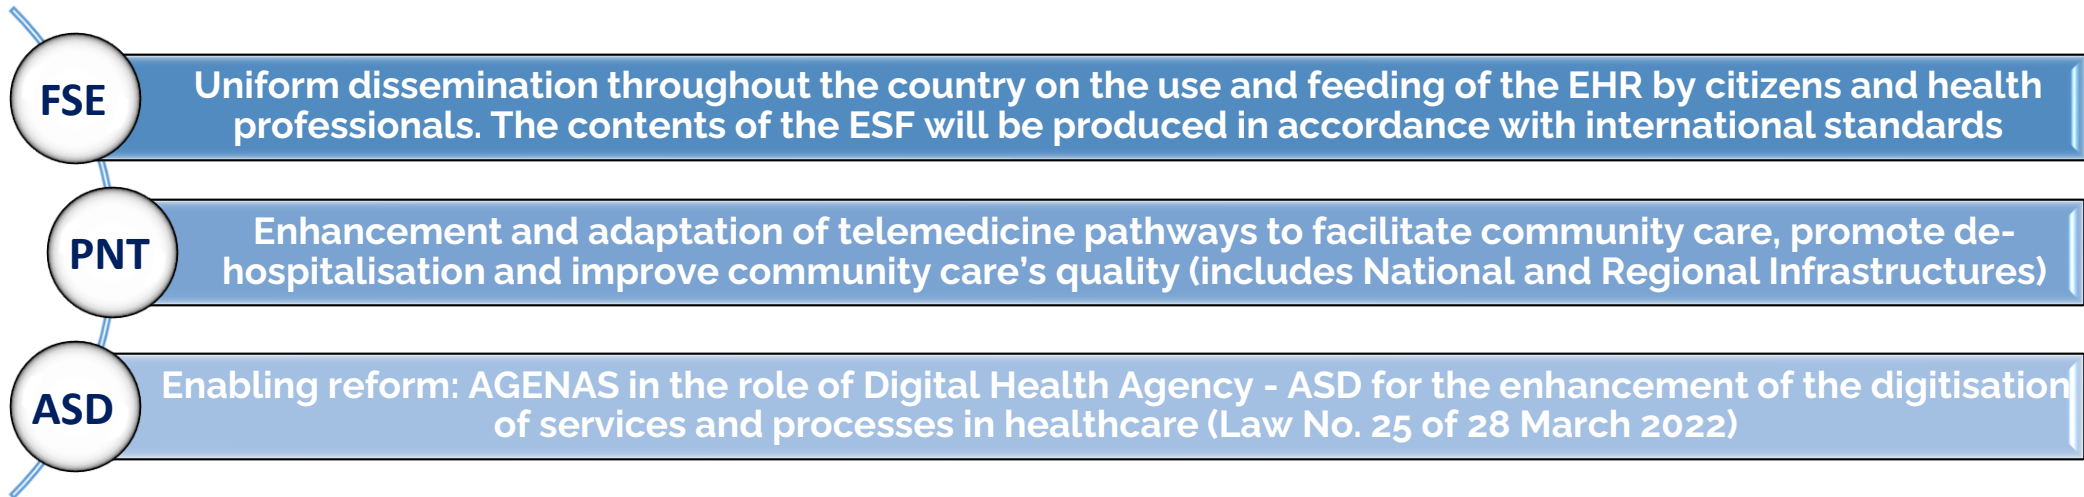 FSE
Uniform dissemination throughout the country on the use and feeding of the EHR by citizens and health
professionals. The contents of the ESF will be produced in accordance with international standards
PNT
Enhancement and adaptation of telemedicine pathways to facilitate community care, promote de-
hospitalisation and improve community care’s quality (includes National and Regional Infrastructures)
ASD
Enabling reform: AGENAS in the role of Digital Health Agency - ASD for the enhancement of the digitisation
of services and processes in healthcare (Law No. 25 of 28 March 2022)